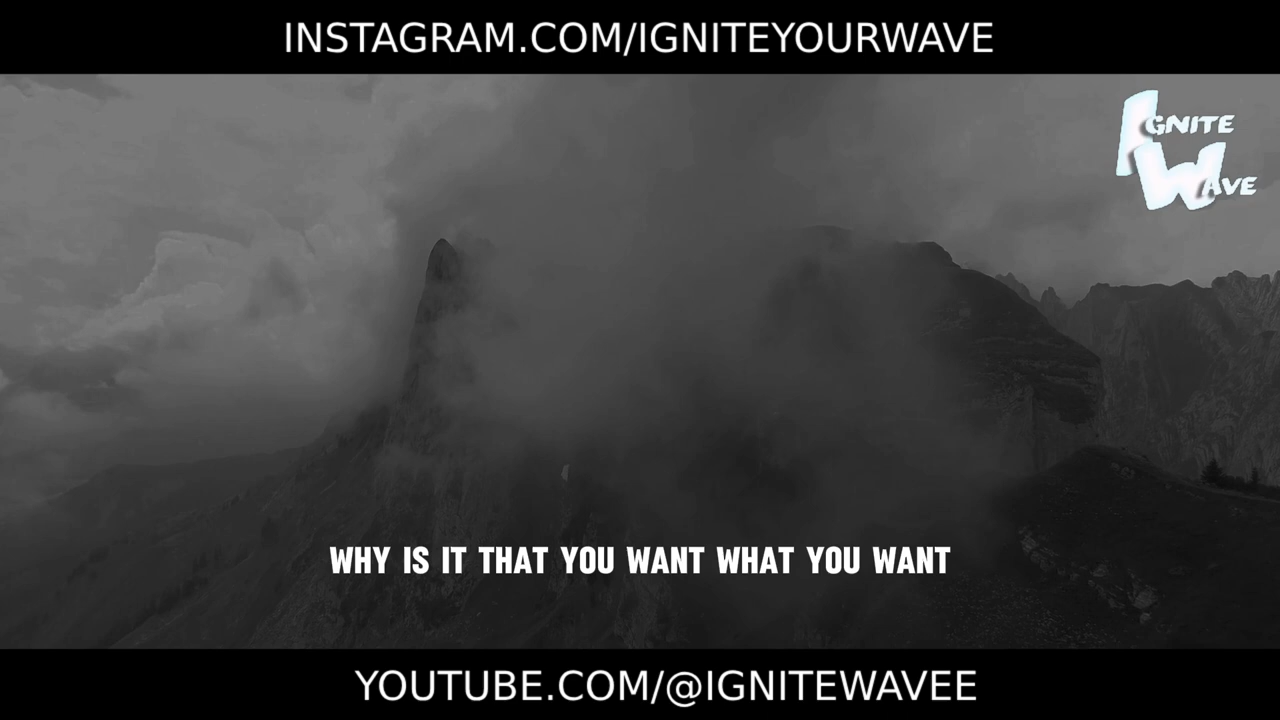 INSTAGRAM.COM/IGNITEYOURWAVE
IGNITE
WAVE
WHY IS IT THAT YOU WANT WHAT YOU WANT
YOUTUBE.COM/@IGNITEWAVEE